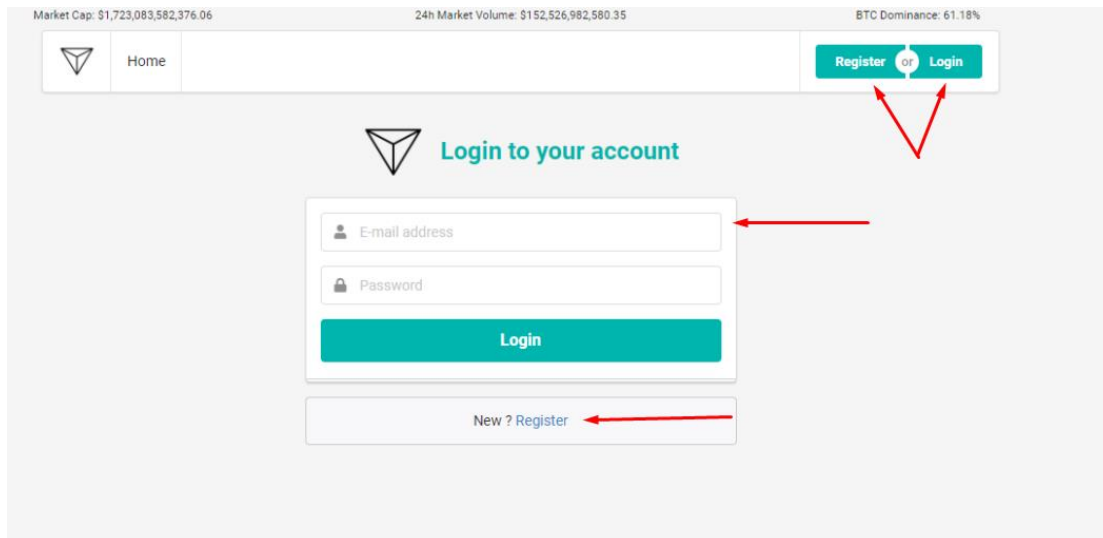 Market Cap: $1,723,083,582,376.06 24h Market Volume: $152,526,982,580.35 BTC Dominance: 61.18%
Home Register or Login
Login to your account
E-mail address
Password
Login
New ? Register